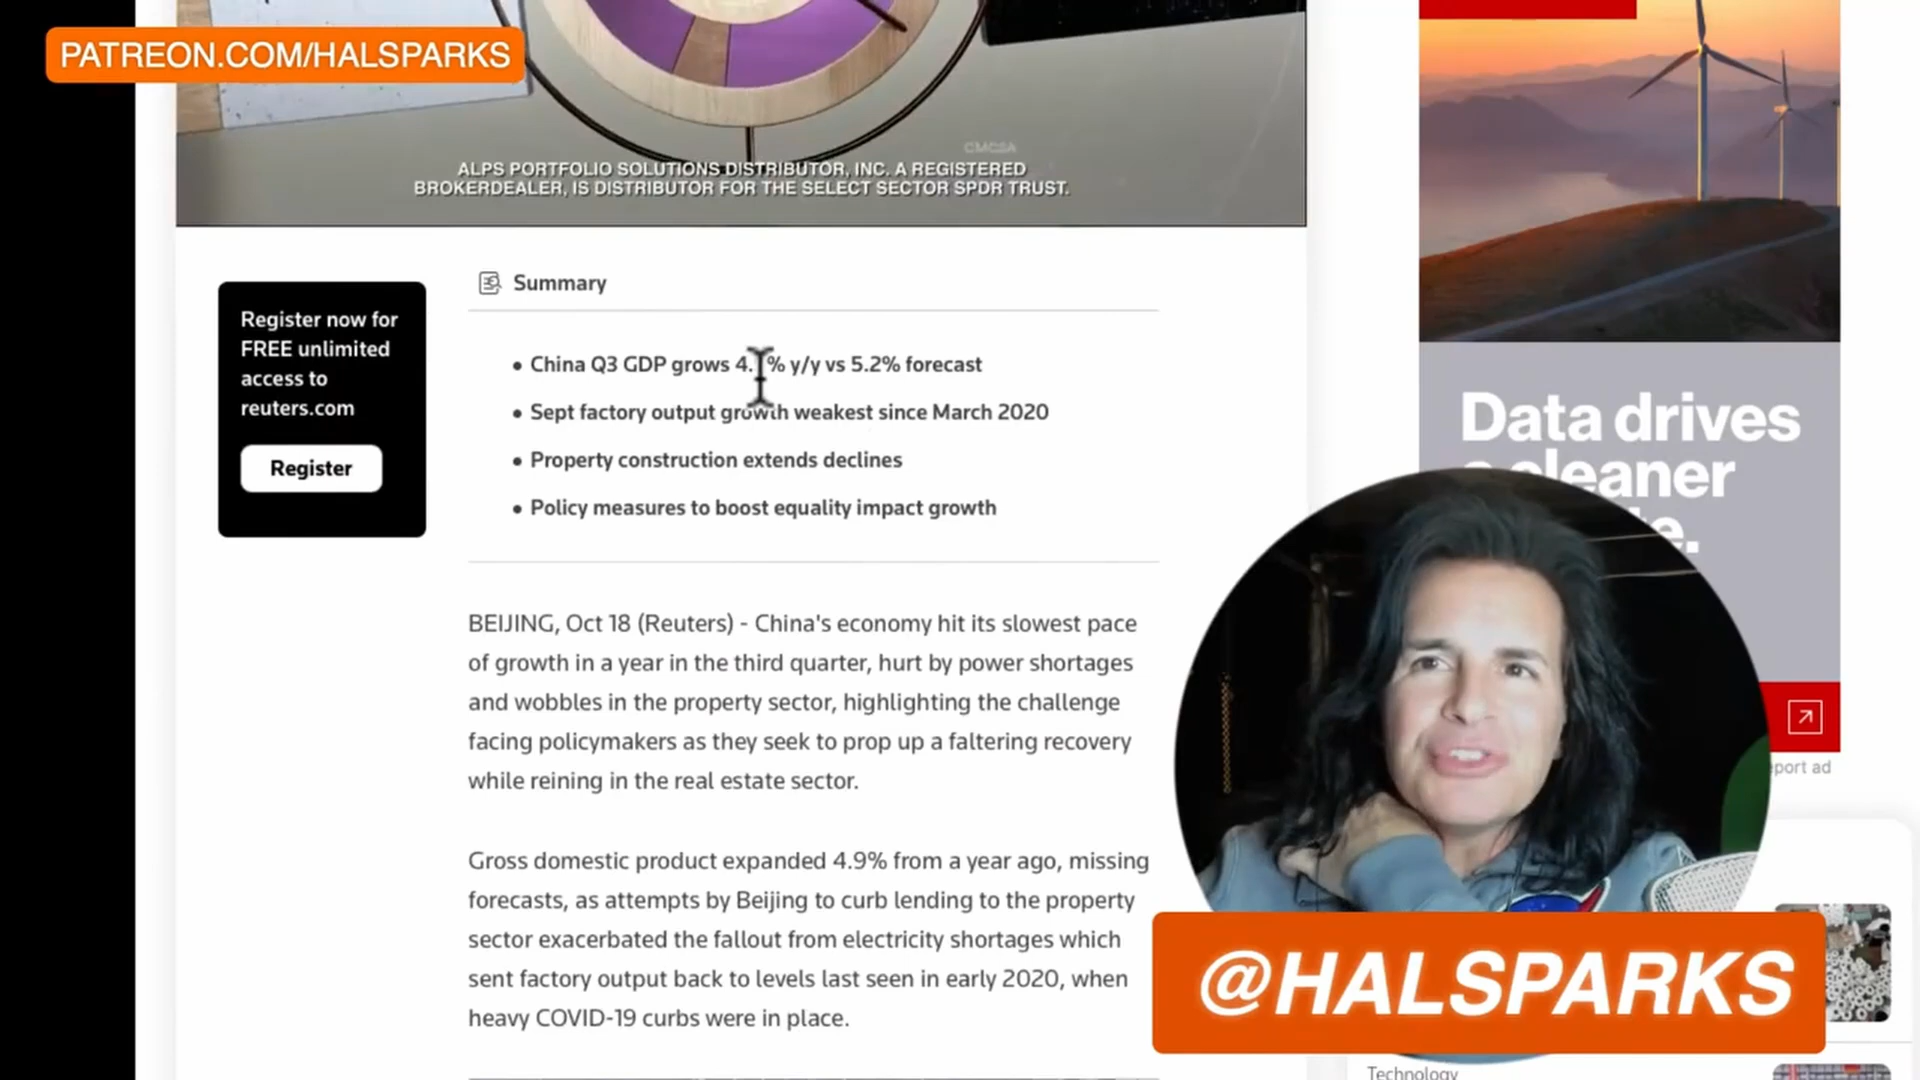 PATREON.COM/HALSPARKS
CMCSA
ALPS PORTFOLIO SOLUTIONS DISTRIBUTOR, INC. A REGISTERED
BROKERDEALER, IS DISTRIBUTOR FOR THE SELECT SECTOR SPDR TRUST.
Register now for
FREE unlimited
access to
reuters.com
Register
Summary
• China Q3 GDP grows 4. % y/y vs 5.2% forecast
• Sept factory output growth weakest since March 2020
• Property construction extends declines
• Policy measures to boost equality impact growth
BEIJING, Oct 18 (Reuters) - China's economy hit its slowest pace
of growth in a year in the third quarter, hurt by power shortages
and wobbles in the property sector, highlighting the challenge
facing policymakers as they seek to prop up a faltering recovery
while reining in the real estate sector.
Gross domestic product expanded 4.9% from a year ago, missing
forecasts, as attempts by Beijing to curb lending to the property
sector exacerbated the fallout from electricity shortages which
sent factory output back to levels last seen in early 2020, when
heavy COVID-19 curbs were in place.
Data drives
cleaner
port ad
@HALSPARKS
Technology